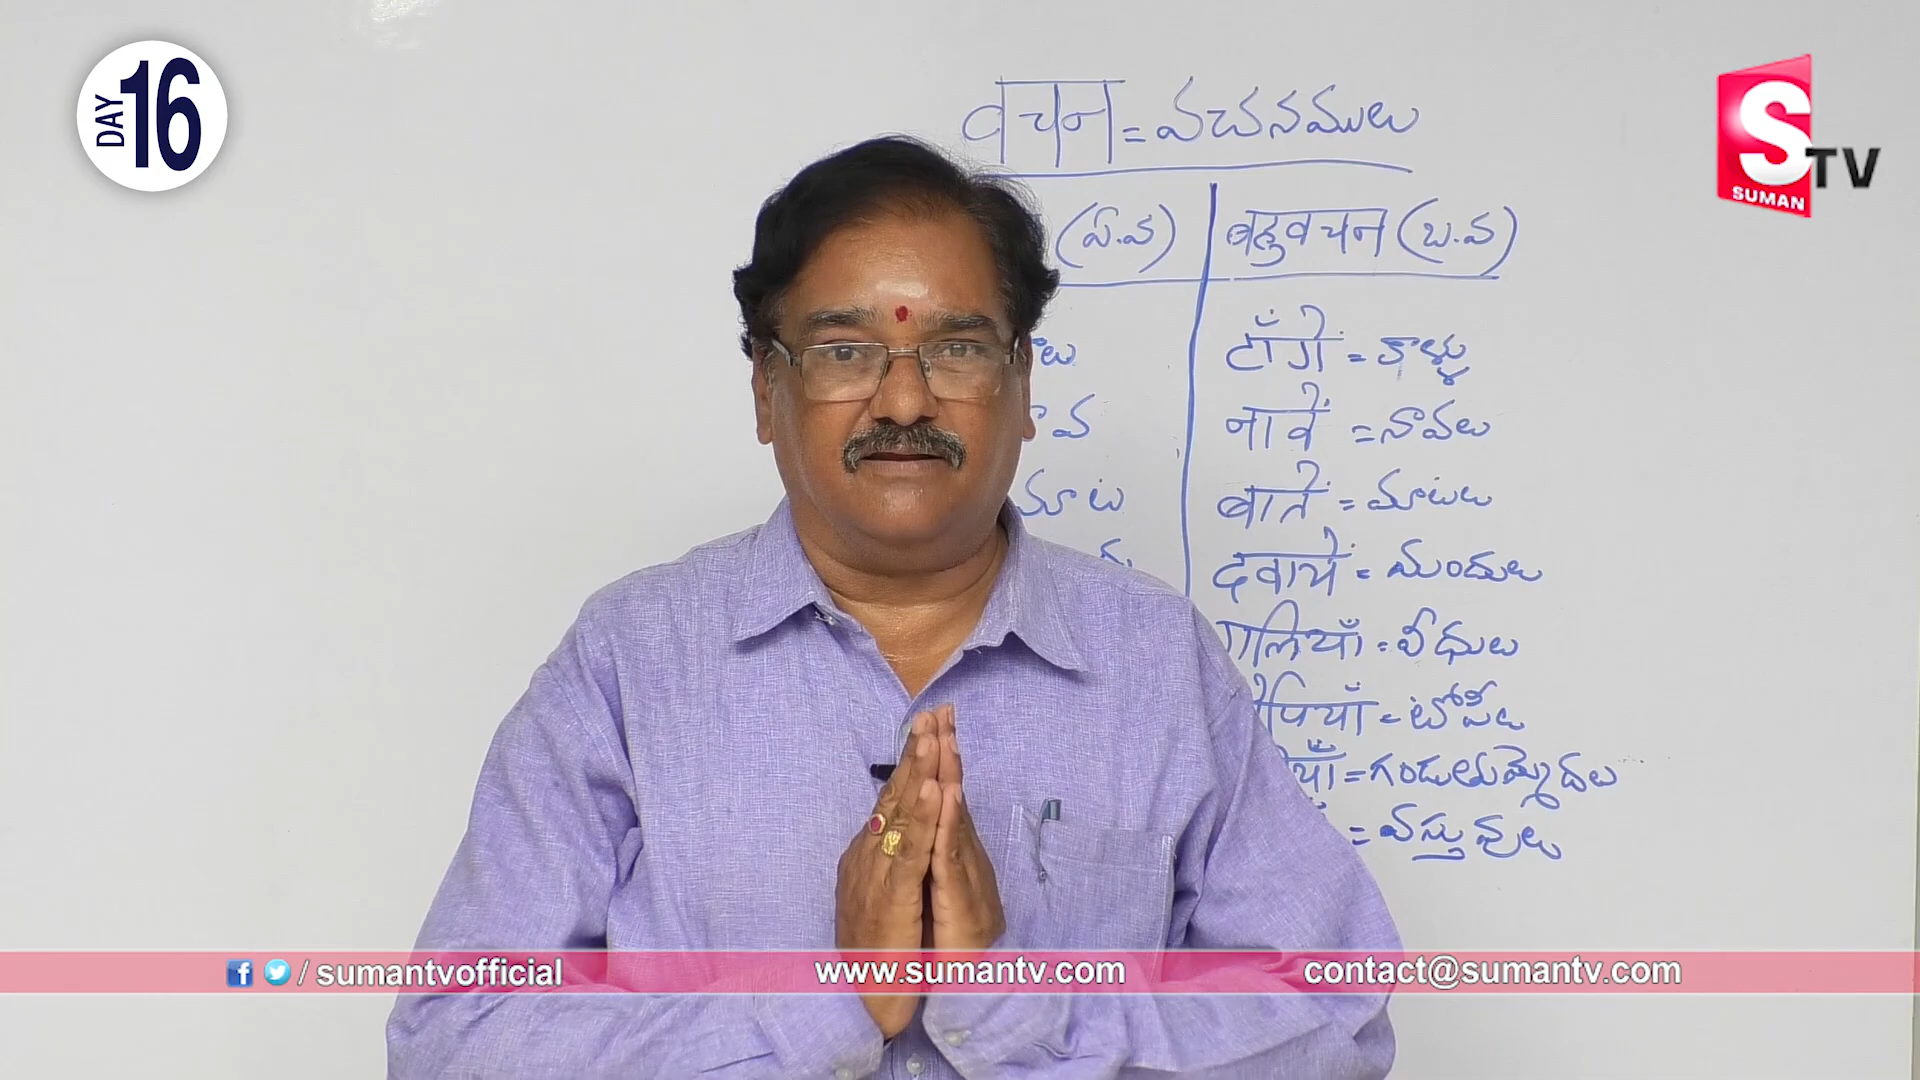 DAY 16
S TV
SUMAN
वचन = వచనములు
(ఏ.వ) बहुवचन (బ.వ)
टाँगें = కాళ్ళు
नावें = నావలు
మాట बातें = మాటలు
दवायें = మందులు
गलियाँ = వీధులు
पियाँ = టోపీలు
याँ = గండుతుమ్మెదలు
= వస్తువులు
/ sumantvofficial www.sumantv.com contact@sumantv.com